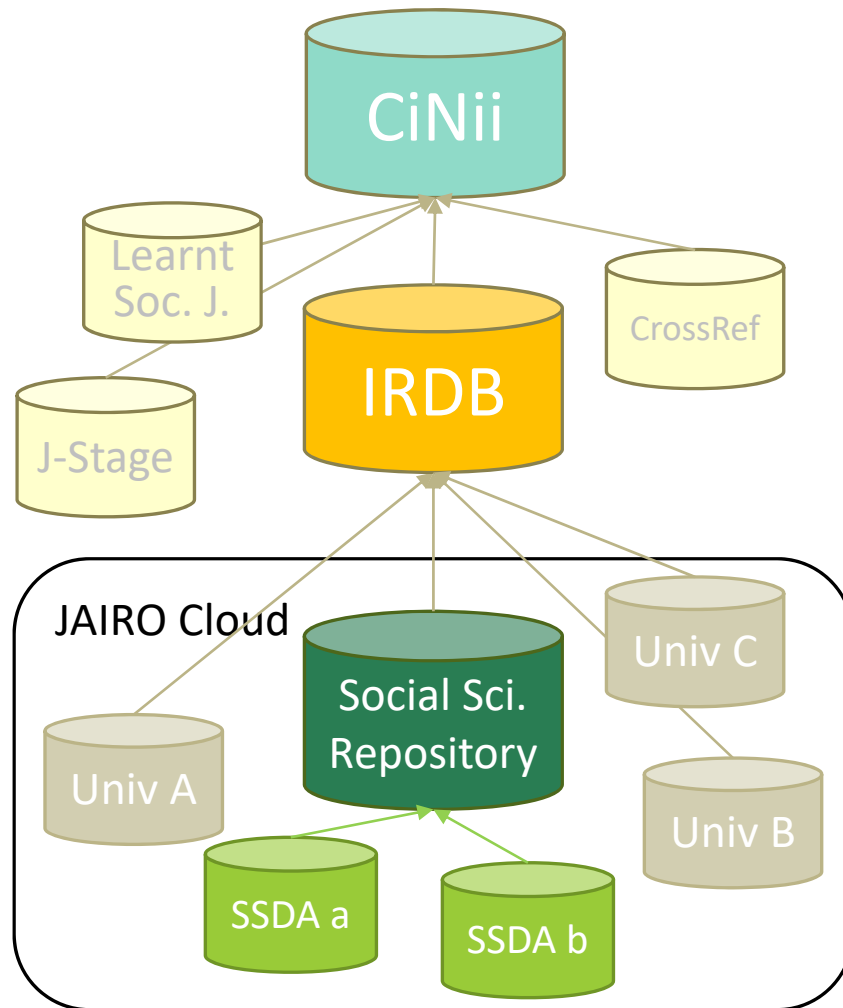 CiNii
Learnt
Soc. J.
CrossRef
IRDB
J-Stage
JAIRO Cloud
Univ C
Social Sci.
Repository
Univ A
Univ B
SSDA a
SSDA b